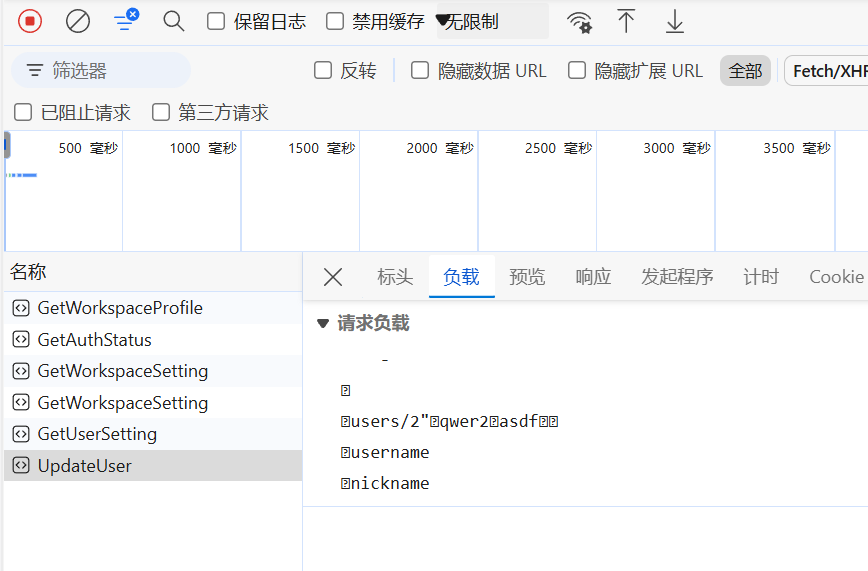 保留日志 禁用缓存 无限制
筛选器 反转 隐藏数据 URL 隐藏扩展 URL 全部 Fetch/XHR
已阻止请求 第三方请求
500 毫秒 1000 毫秒 1500 毫秒 2000 毫秒 2500 毫秒 3000 毫秒 3500 毫秒
名称 标头 负载 预览 响应 发起程序 计时 Cookie
GetWorkspaceProfile
GetAuthStatus
GetWorkspaceSetting
GetWorkspaceSetting
GetUserSetting
UpdateUser
请求负载
-
users/2"qwer2asdf
username
nickname